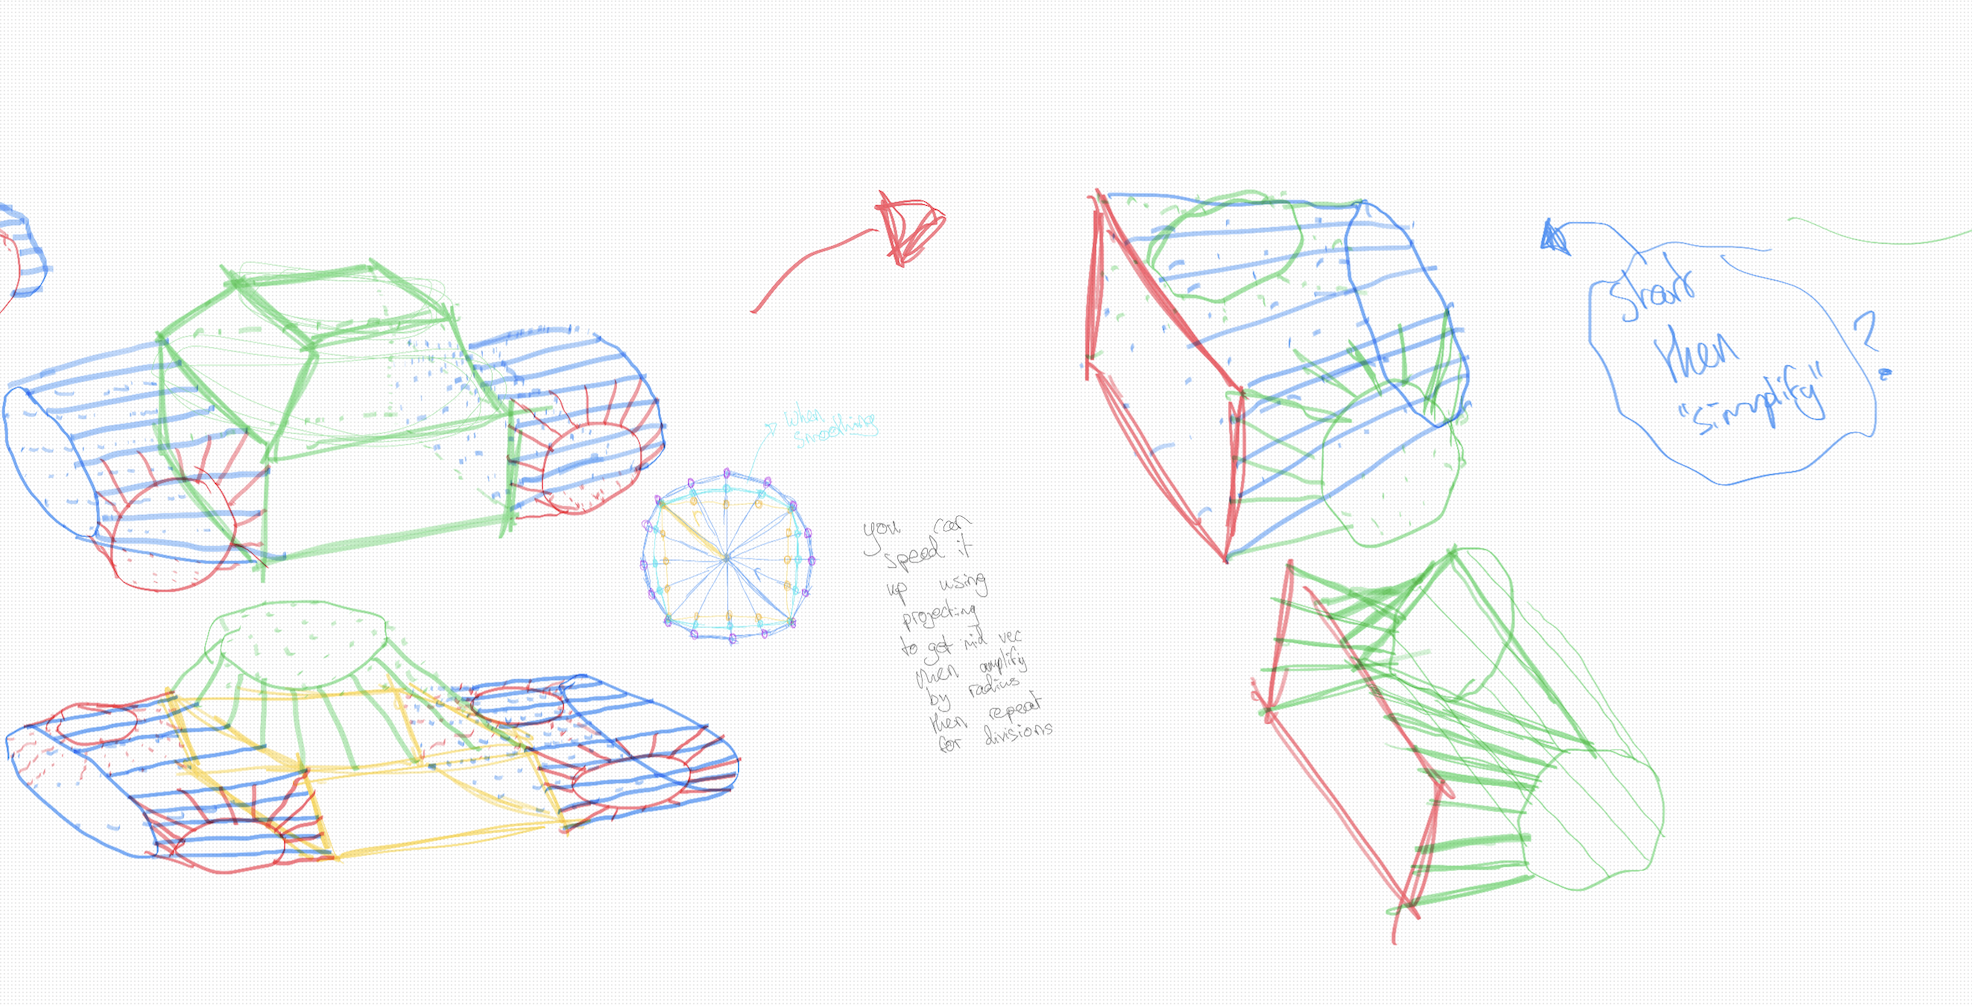 when
smoothing
you can
speed it
up using
projecting
to get mid vec
then amplify
by radius
then repeat
for divisions
Start
then
"simplify"
?